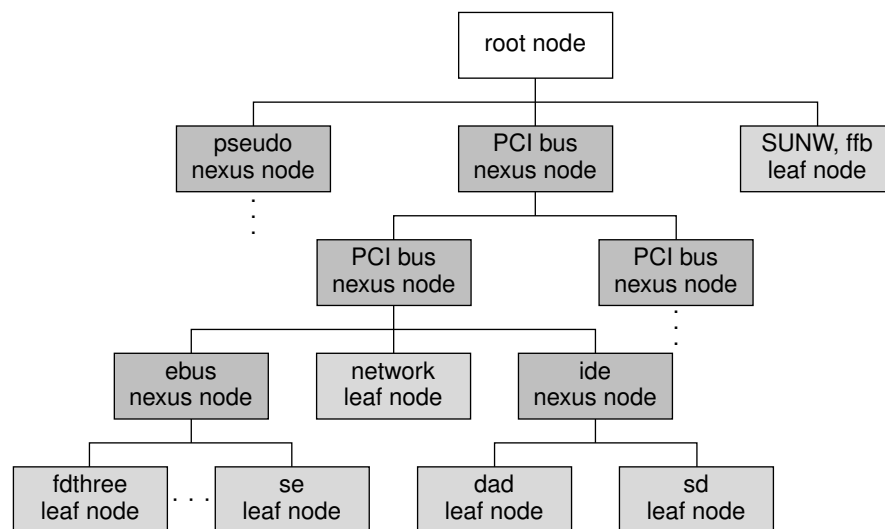 root node
pseudo
nexus node
PCI bus
nexus node
SUNW, ffb
leaf node
PCI bus
nexus node
PCI bus
nexus node
ebus
nexus node
network
leaf node
ide
nexus node
fdthree
leaf node
. . .
se
leaf node
dad
leaf node
sd
leaf node